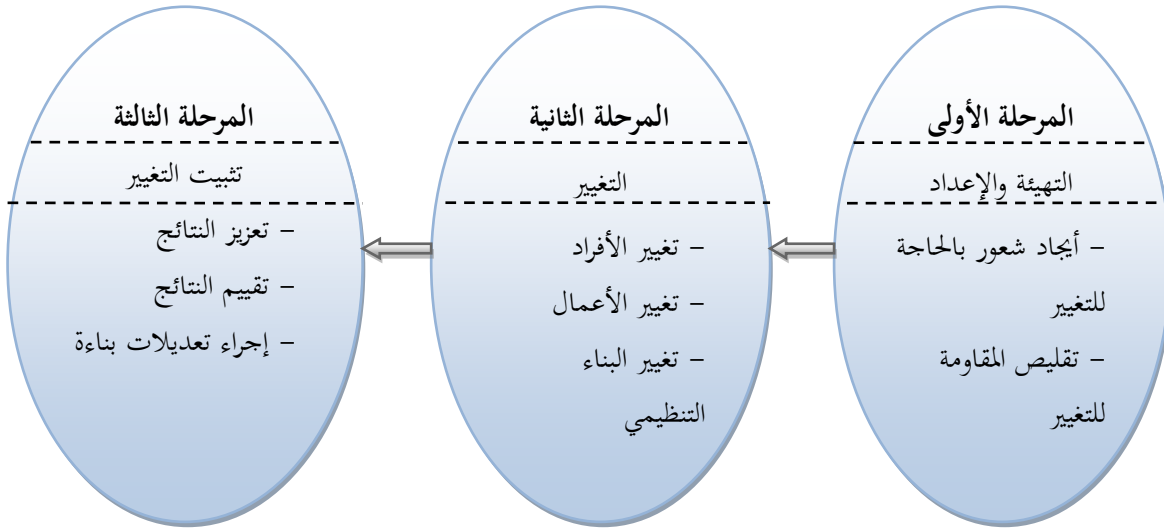 المرحلة الأولى
التهيئة والإعداد
– أيجاد شعور بالحاجة
للتغيير
– تقليص المقاومة
للتغيير
المرحلة الثانية
التغيير
– تغيير الأفراد
– تغيير الأعمال
– تغيير البناء
التنظيمي
المرحلة الثالثة
تثبيت التغيير
– تعزيز النتائج
– تقييم النتائج
– إجراء تعديلات بناءة